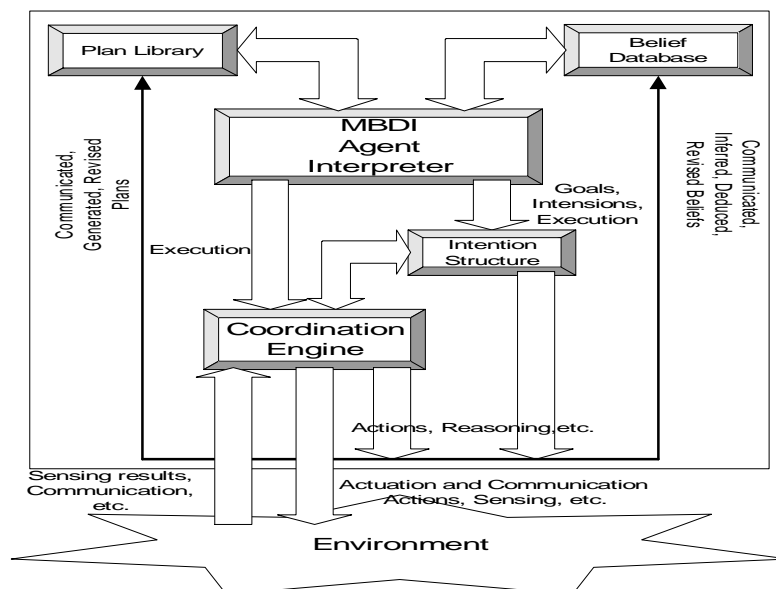 Plan Library
Belief
Database
MBDI
Agent
Interpreter
Communicated,
Generated, Revised
Plans
Communicated,
Inferred, Deduced,
Revised Beliefs
Goals,
Intensions,
Execution
Execution
Intention
Structure
Coordination
Engine
Actions, Reasoning,etc.
Sensing results,
Communication,
etc.
Actuation and Communication
Actions, Sensing, etc.
Environment